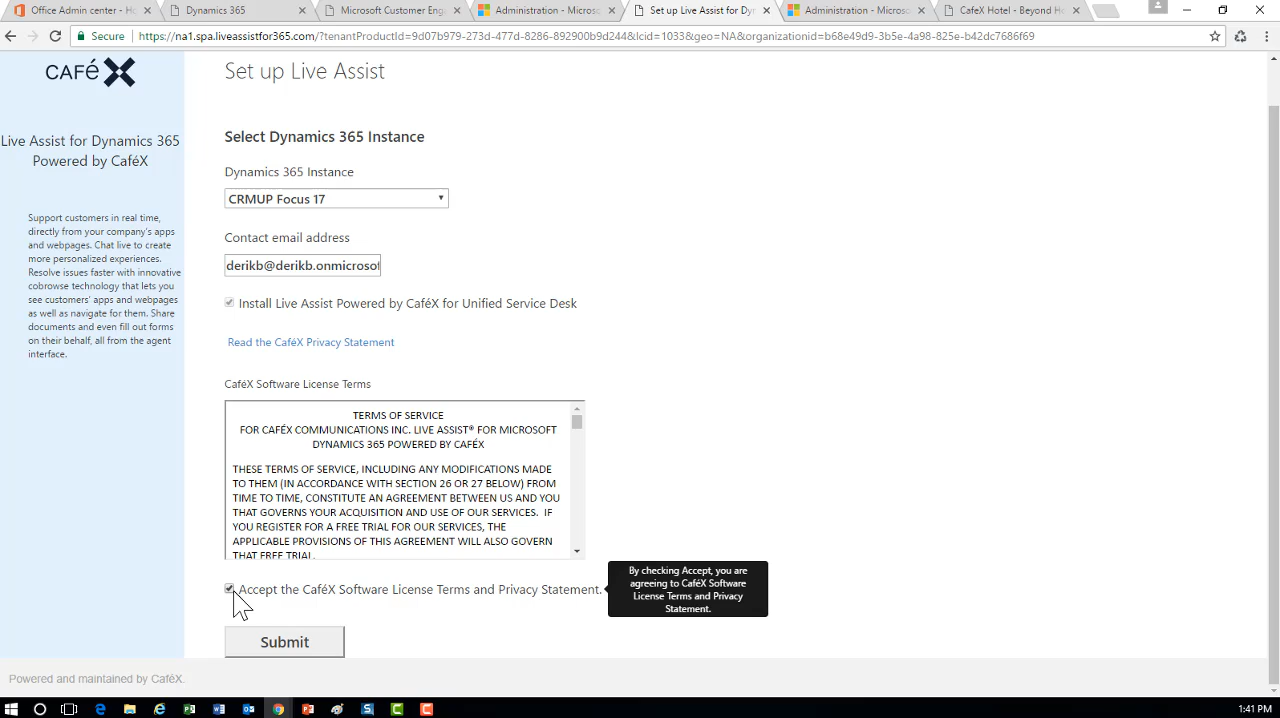 Office Admin center - Ho
Dynamics 365
Microsoft Customer Eng
Administration - Microso
Set up Live Assist for Dy
Administration - Microso
CafeX Hotel - Beyond Ho
Secure
https://na1.spa.liveassistfor365.com/?tenantProductId=9d07b979-273d-477d-8286-892900b9d244&lcid=1033&geo=NA&organizationid=b68e49d9-3b5e-4a98-825e-b42dc7686f69
CAFéX
Live Assist for Dynamics 365
Powered by CaféX
Support customers in real time,
directly from your company's apps
and webpages. Chat live to create
more personalized experiences.
Resolve issues faster with innovative
cobrowse technology that lets you
see customers' apps and webpages
as well as navigate for them. Share
documents and even fill out forms
on their behalf, all from the agent
interface.
Set up Live Assist
Select Dynamics 365 Instance
Dynamics 365 Instance
CRMUP Focus 17
Contact email address
derikb@derikb.onmicrosof
Install Live Assist Powered by CaféX for Unified Service Desk
Read the CaféX Privacy Statement
CaféX Software License Terms
TERMS OF SERVICE
FOR CAFÉX COMMUNICATIONS INC. LIVE ASSIST® FOR MICROSOFT
DYNAMICS 365 POWERED BY CAFÉX
THESE TERMS OF SERVICE, INCLUDING ANY MODIFICATIONS MADE
TO THEM (IN ACCORDANCE WITH SECTION 26 OR 27 BELOW) FROM
TIME TO TIME, CONSTITUTE AN AGREEMENT BETWEEN US AND YOU
THAT GOVERNS YOUR ACQUISITION AND USE OF OUR SERVICES. IF
YOU REGISTER FOR A FREE TRIAL FOR OUR SERVICES, THE
APPLICABLE PROVISIONS OF THIS AGREEMENT WILL ALSO GOVERN
THAT FREE TRIAL.
Accept the CaféX Software License Terms and Privacy Statement.
By checking Accept, you are
agreeing to CaféX Software
License Terms and Privacy
Statement.
Submit
Powered and maintained by CaféX.
1:41 PM